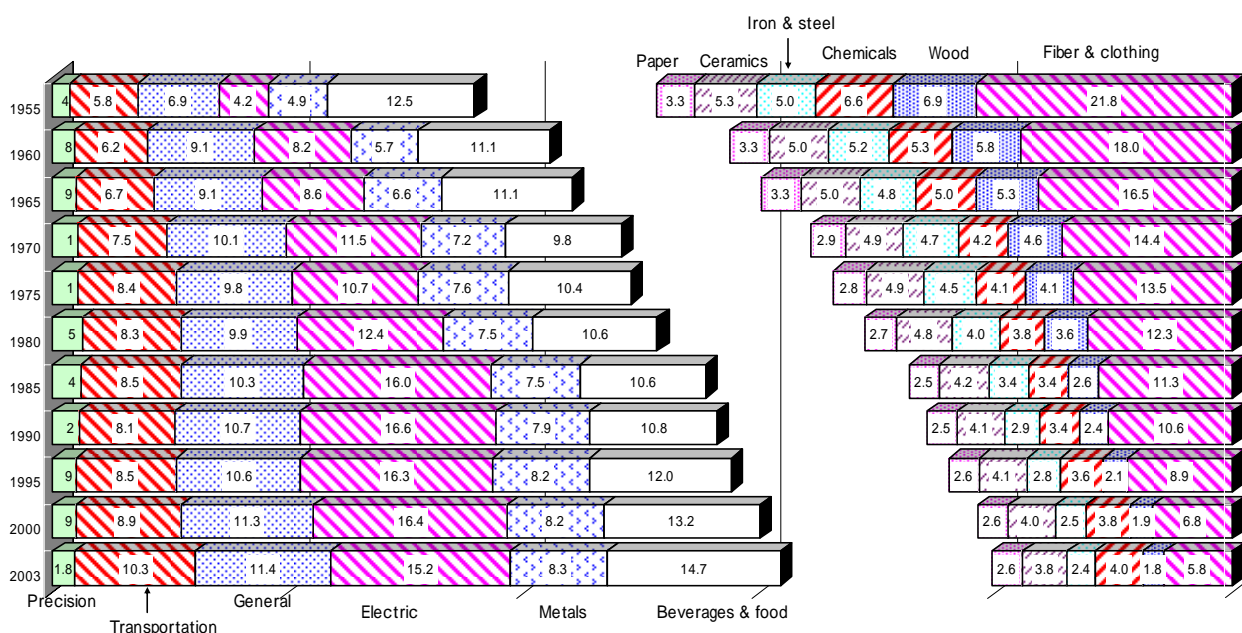 Iron & steel
Paper Ceramics Chemicals Wood Fiber & clothing
1955 4 5.8 6.9 4.2 4.9 12.5 3.3 5.3 5.0 6.6 6.9 21.8
1960 8 6.2 9.1 8.2 5.7 11.1 3.3 5.0 5.2 5.3 5.8 18.0
1965 9 6.7 9.1 8.6 6.6 11.1 3.3 5.0 4.8 5.0 5.3 16.5
1970 1 7.5 10.1 11.5 7.2 9.8 2.9 4.9 4.7 4.2 4.6 14.4
1975 1 8.4 9.8 10.7 7.6 10.4 2.8 4.9 4.5 4.1 4.1 13.5
1980 5 8.3 9.9 12.4 7.5 10.6 2.7 4.8 4.0 3.8 3.6 12.3
1985 4 8.5 10.3 16.0 7.5 10.6 2.5 4.2 3.4 3.4 2.6 11.3
1990 2 8.1 10.7 16.6 7.9 10.8 2.5 4.1 2.9 3.4 2.4 10.6
1995 9 8.5 10.6 16.3 8.2 12.0 2.6 4.1 2.8 3.6 2.1 8.9
2000 9 8.9 11.3 16.4 8.2 13.2 2.6 4.0 2.5 3.8 1.9 6.8
2003 1.8 10.3 11.4 15.2 8.3 14.7 2.6 3.8 2.4 4.0 1.8 5.8
Precision General Electric Metals Beverages & food
Transportation